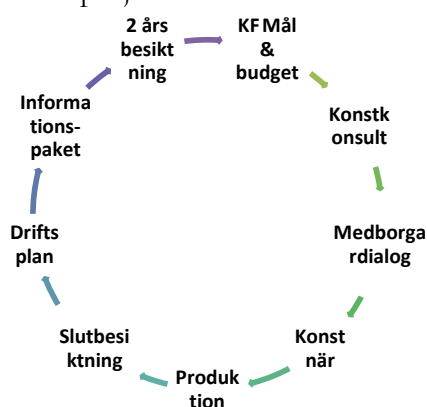 2 års
besikt
ning
KF Mål
&
budget
Konstk
onsult
Medborga
rdialog
Konst
när
Produk
tion
Slutbesi
ktning
Drifts
plan
Informa
tions-
paket